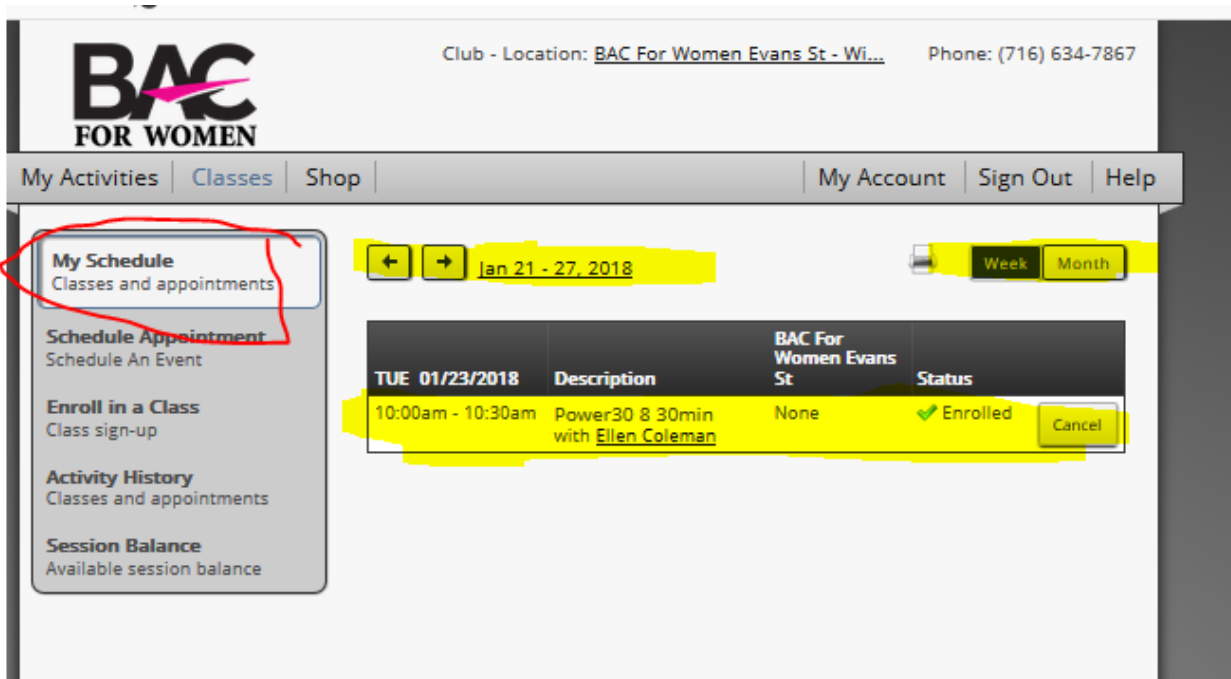 BAC
FOR WOMEN
Club - Location: BAC For Women Evans St - Wi... Phone: (716) 634-7867
My Activities Classes Shop My Account Sign Out Help
My Schedule
Classes and appointments
Schedule Appointment
Schedule An Event
Enroll in a Class
Class sign-up
Activity History
Classes and appointments
Session Balance
Available session balance
Jan 21 - 27, 2018 Week Month
TUE 01/23/2018 Description BAC For
Women Evans
St Status
10:00am - 10:30am Power30 8 30min None Enrolled Cancel
with Ellen Coleman